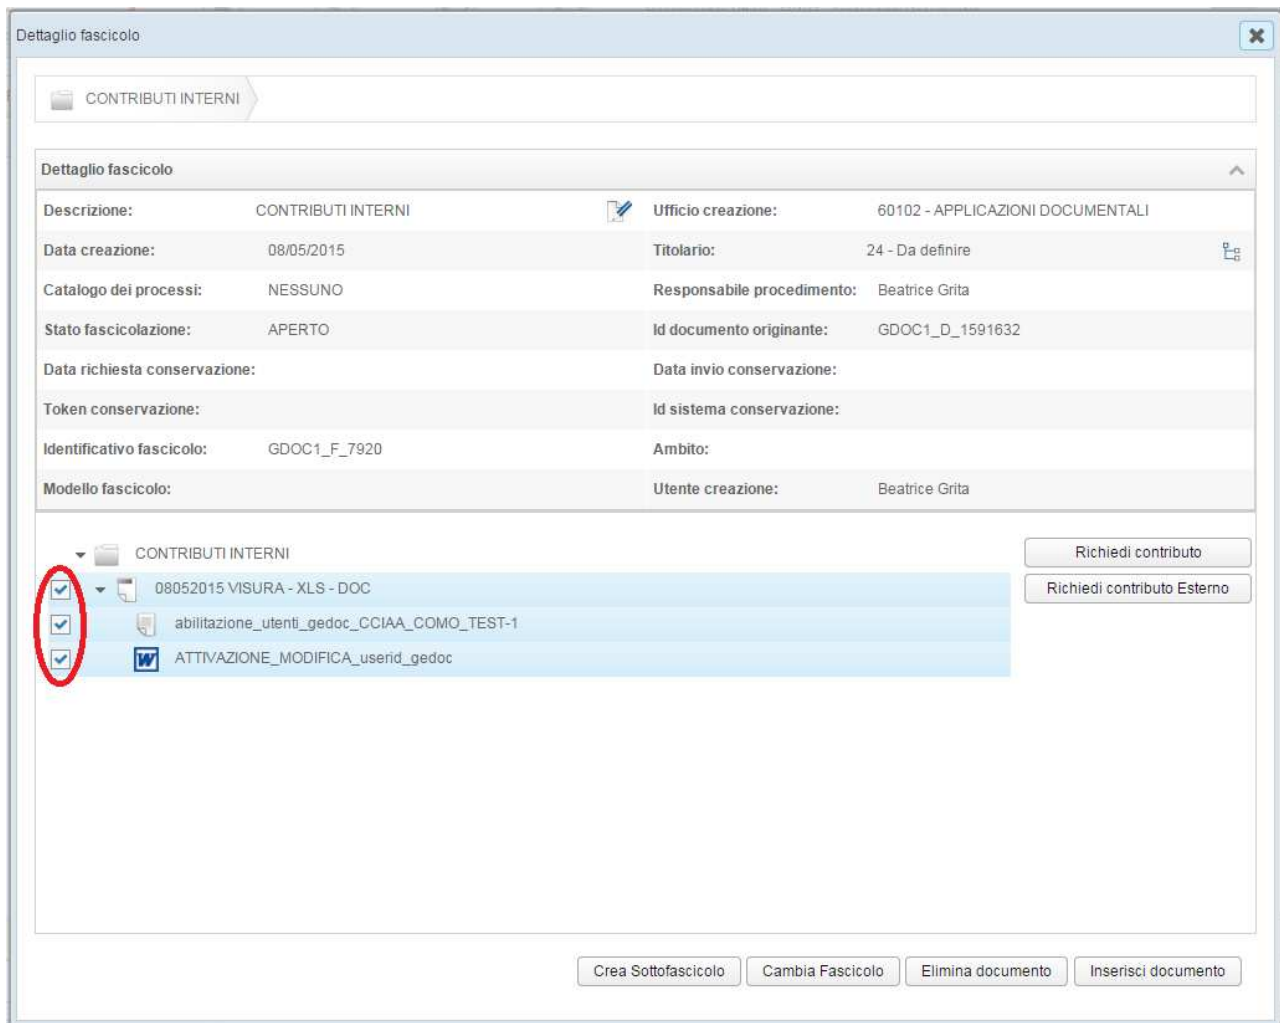 Dettaglio fascicolo
CONTRIBUTI INTERNI
Dettaglio fascicolo
Descrizione: CONTRIBUTI INTERNI Ufficio creazione: 60102 - APPLICAZIONI DOCUMENTALI
Data creazione: 08/05/2015 Titolario: 24 - Da definire
Catalogo dei processi: NESSUNO Responsabile procedimento: Beatrice Grita
Stato fascicolazione: APERTO Id documento originante: GDOC1_D_1591632
Data richiesta conservazione: Data invio conservazione:
Token conservazione: Id sistema conservazione:
Identificativo fascicolo: GDOC1_F_7920 Ambito:
Modello fascicolo: Utente creazione: Beatrice Grita
CONTRIBUTI INTERNI Richiedi contributo
08052015 VISURA - XLS - DOC Richiedi contributo Esterno
abilitazione_utenti_gedoc_CCIAA_COMO_TEST-1
W ATTIVAZIONE_MODIFICA_userid_gedoc
Crea Sottofascicolo Cambia Fascicolo Elimina documento Inserisci documento